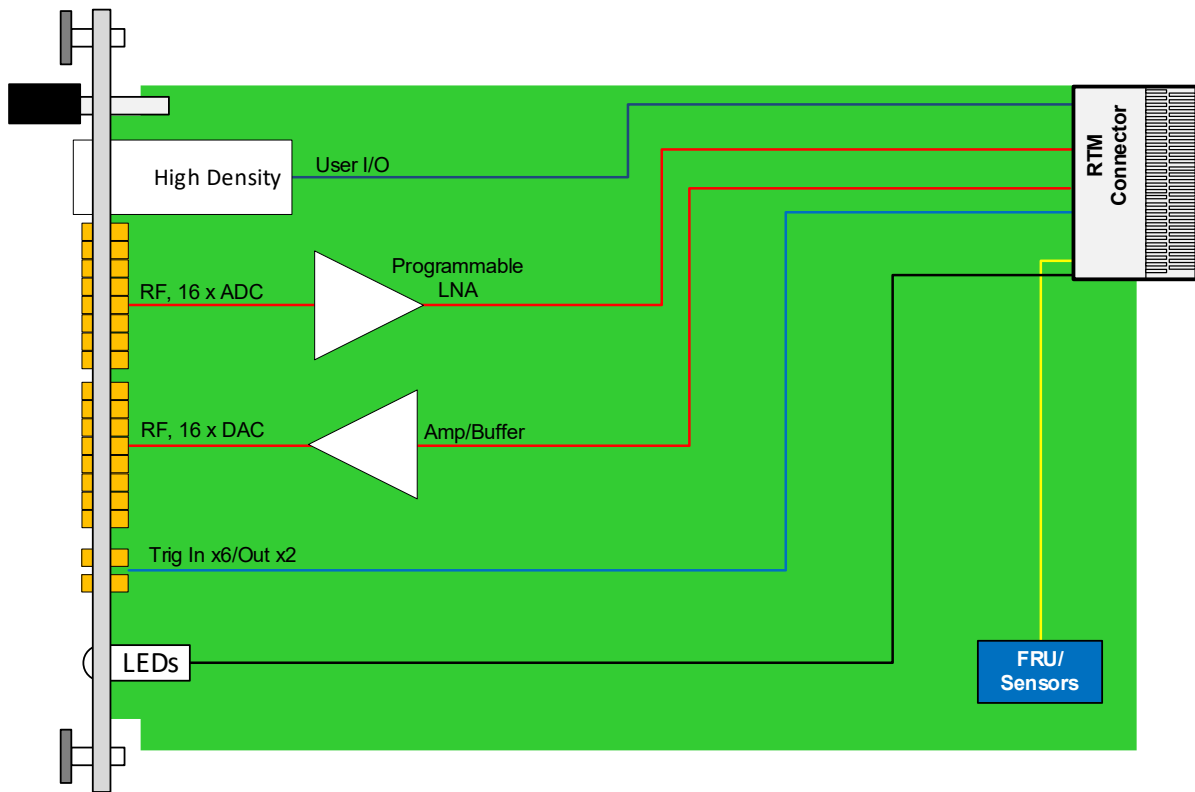 High Density
User I/O
RTM
Connector
RF, 16 x ADC
Programmable
LNA
RF, 16 x DAC
Amp/Buffer
Trig In x6/Out x2
LEDs
FRU/
Sensors